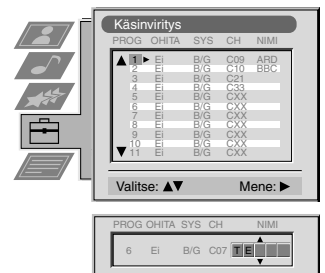 Käsinviritys
PROG OHITA SYS CH NIMI
▲ 1 ► Ei B/G C09 ARD
2 Ei B/G C10 BBC
3 Ei B/G C21
4 Ei B/G C33
5 Ei B/G CXX
6 Ei B/G CXX
7 Ei B/G CXX
8 Ei B/G CXX
9 Ei B/G CXX
10 Ei B/G CXX
▼ 11 Ei B/G CXX
Valitse: ▲▼ Mene: ►
PROG OHITA SYS CH NIMI
6 Ei B/G C07 TE